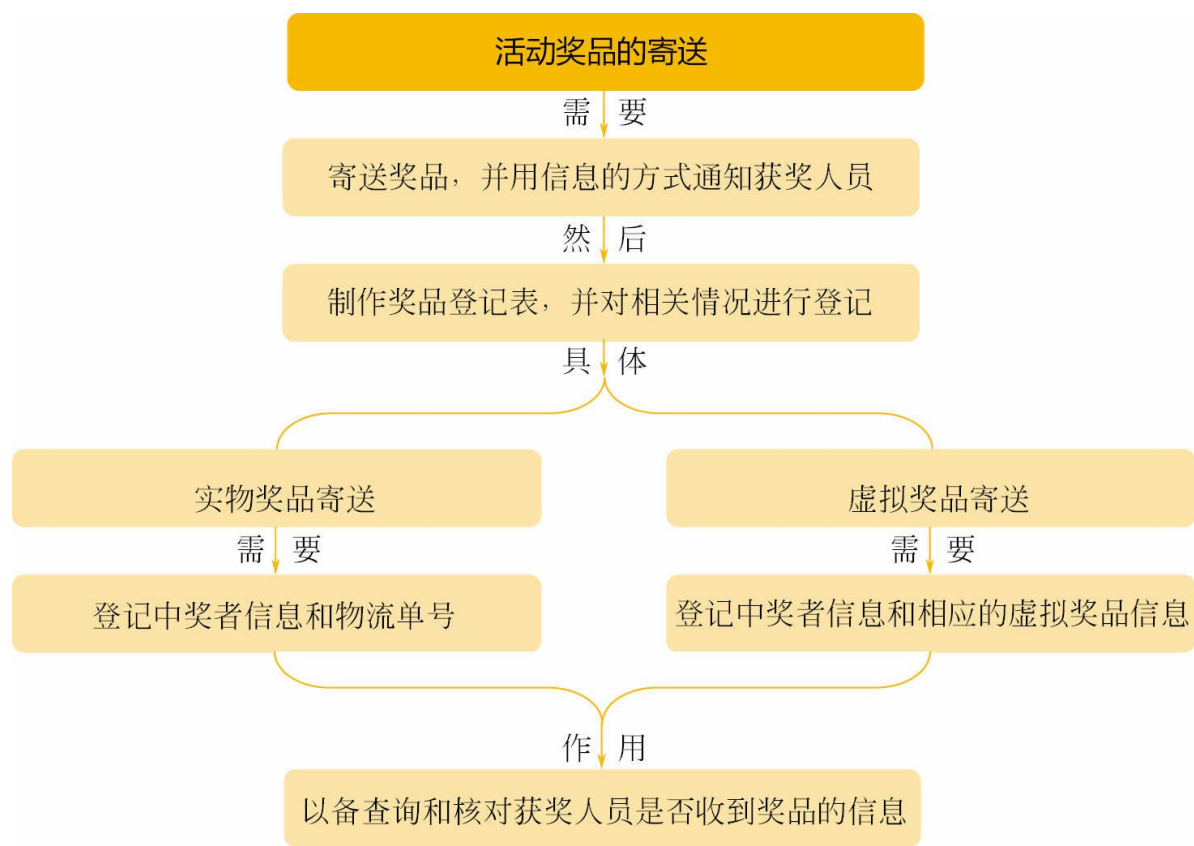 活动奖品的寄送
需要
寄送奖品，并用信息的方式通知获奖人员
然后
制作奖品登记表，并对相关情况进行登记
具体
实物奖品寄送
虚拟奖品寄送
需要
需要
登记中奖者信息和物流单号
登记中奖者信息和相应的虚拟奖品信息
作用
以备查询和核对获奖人员是否收到奖品的信息